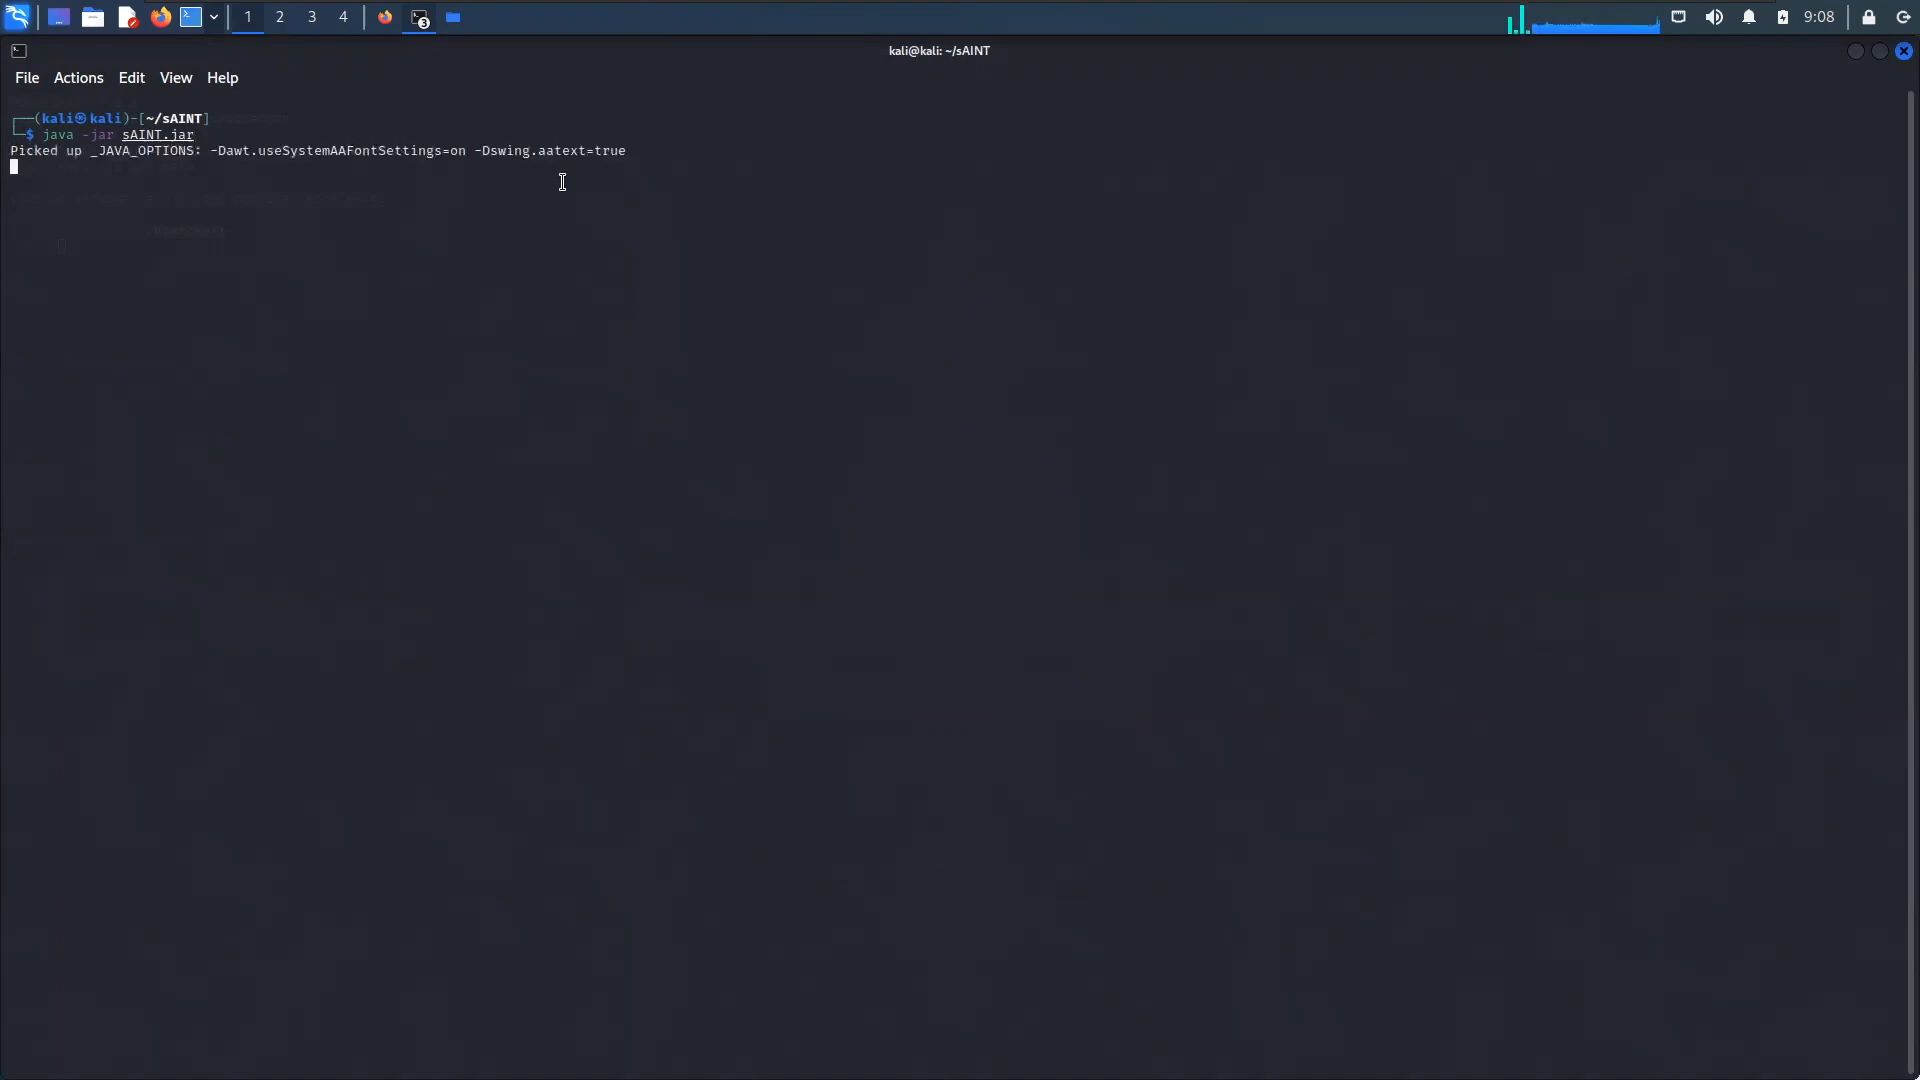 1 2 3 4 3 9:08
kali@kali: ~/sAINT
File Actions Edit View Help
┌──(kali㉿kali)-[~/sAINT]
└─$ java -jar sAINT.jar
Picked up _JAVA_OPTIONS: -Dawt.useSystemAAFontSettings=on -Dswing.aatext=true